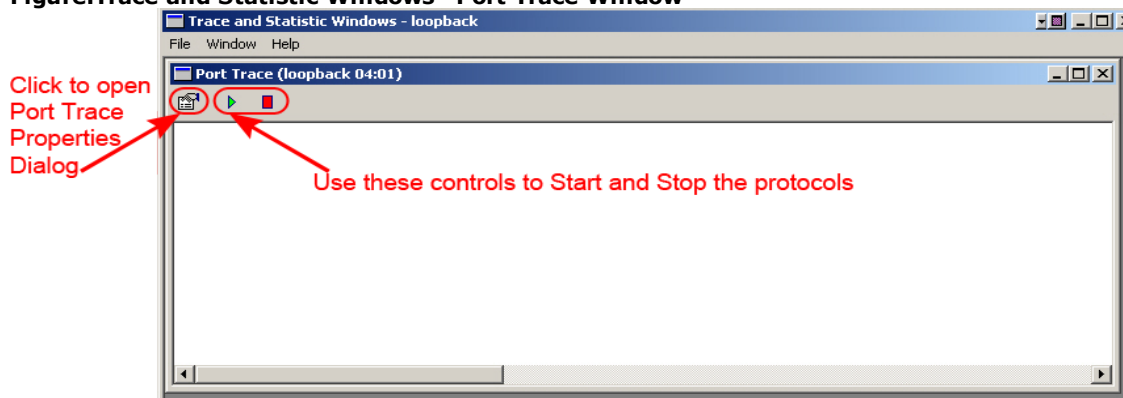 Figure:Trace and Statistic Windows - Port Trace Window
Trace and Statistic Windows - loopback
File Window Help
Port Trace (loopback 04:01)
Click to open
Port Trace
Properties
Dialog
Use these controls to Start and Stop the protocols